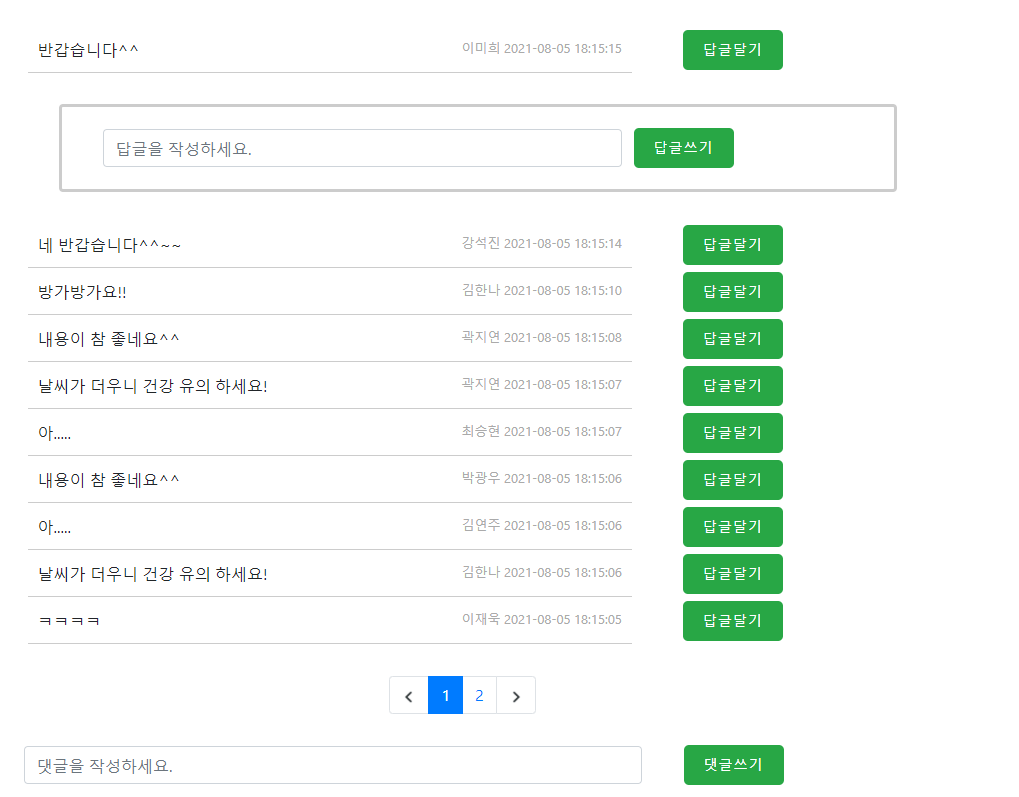 반갑습니다^^ 이미희 2021-08-05 18:15:15 답글달기
답글을 작성하세요. 답글쓰기
네 반갑습니다^^~~ 강석진 2021-08-05 18:15:14 답글달기
방가방가요!! 김한나 2021-08-05 18:15:10 답글달기
내용이 참 좋네요^^ 곽지연 2021-08-05 18:15:08 답글달기
날씨가 더우니 건강 유의 하세요! 곽지연 2021-08-05 18:15:07 답글달기
아..... 최승현 2021-08-05 18:15:07 답글달기
내용이 참 좋네요^^ 박광우 2021-08-05 18:15:06 답글달기
아..... 김연주 2021-08-05 18:15:06 답글달기
날씨가 더우니 건강 유의 하세요! 김한나 2021-08-05 18:15:06 답글달기
ㅋㅋㅋㅋ 이재욱 2021-08-05 18:15:05 답글달기
1 2
댓글을 작성하세요. 댓글쓰기